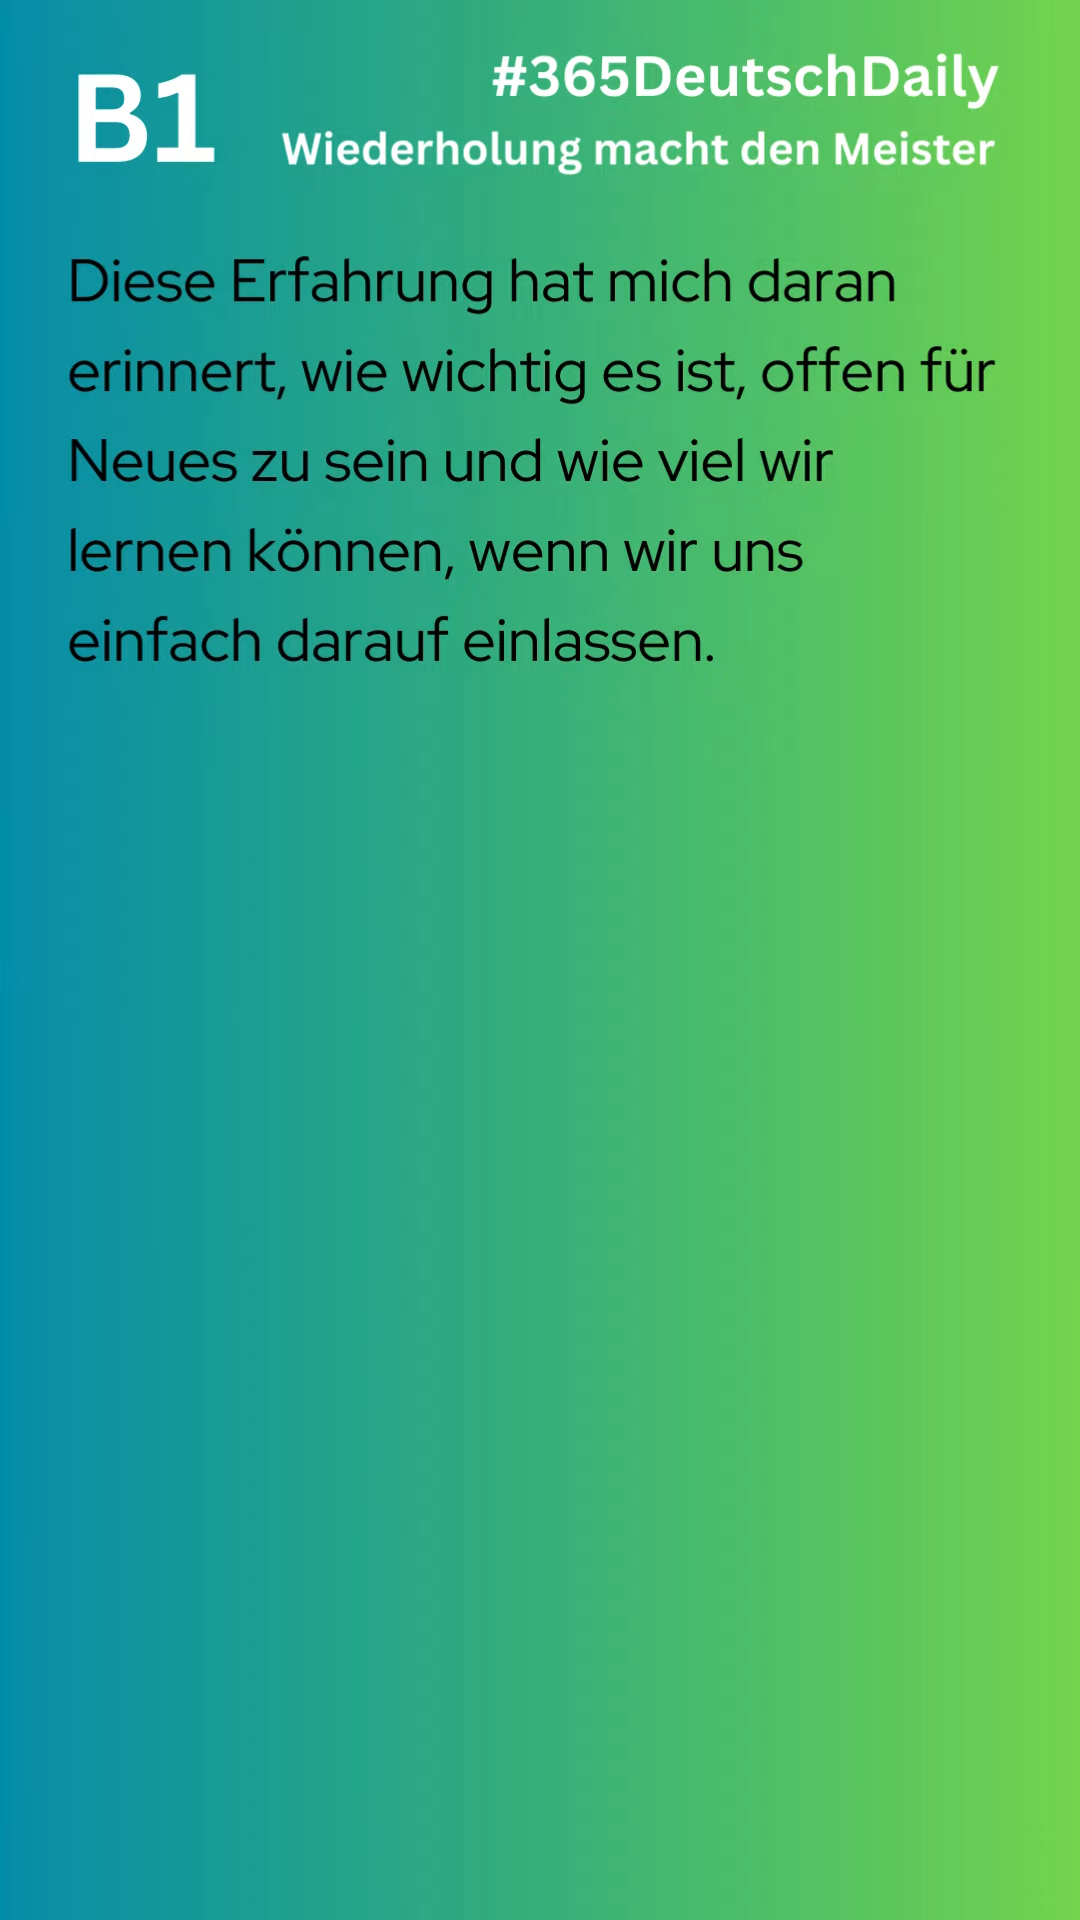 B1
#365DeutschDaily
Wiederholung macht den Meister
Diese Erfahrung hat mich daran
erinnert, wie wichtig es ist, offen für
Neues zu sein und wie viel wir
lernen können, wenn wir uns
einfach darauf einlassen.